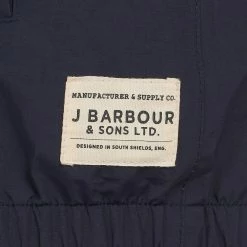 MANUFACTURER & SUPPLY CO.
J BARBOUR
& SONS LTD.
DESIGNED IN SOUTH SHIELDS, ENG.